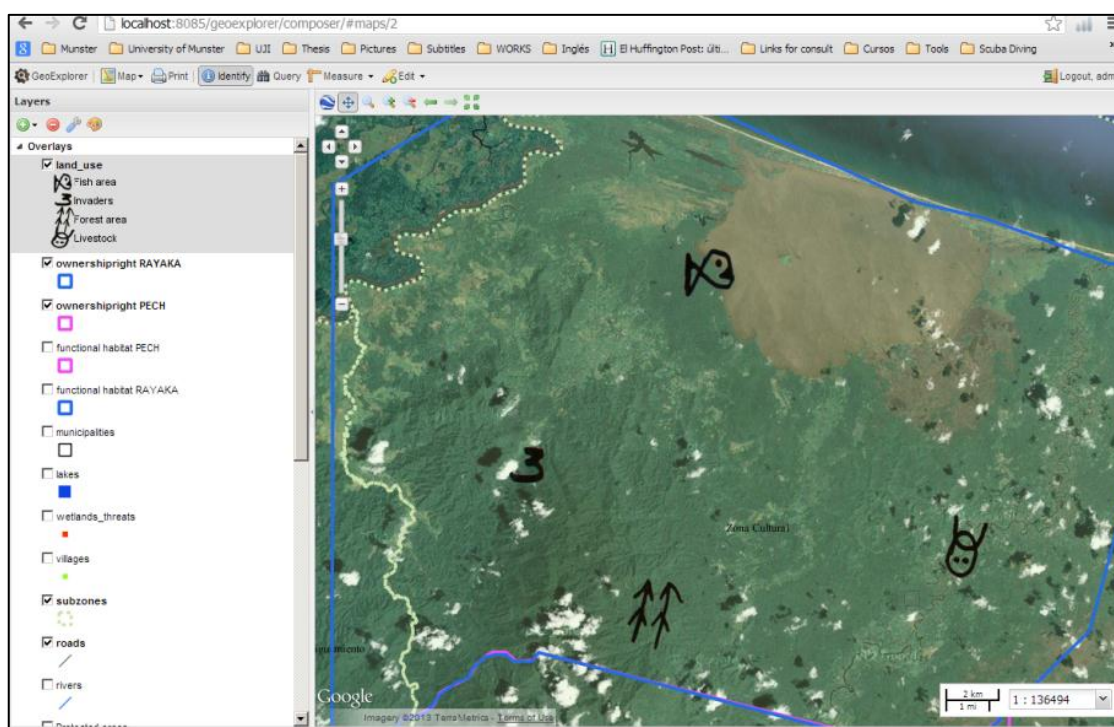 localhost:8085/geoexplorer/composer/#maps/2
8 Munster University of Munster UJI Thesis Pictures Subtitles WORKS Inglés H El Huffington Post: últi... Links for consult Cursos Tools Scuba Diving
GeoExplorer Map Print Identify Query Measure Edit Logout, adm
Layers
Overlays
land_use
Fish area
Invaders
Forest area
Livestock
ownershipright RAYAKA
ownershipright PECH
functional habitat PECH
functional habitat RAYAKA
municipalities
lakes
wetlands_threats
villages
subzones
roads
rivers
Protected areas
Zona Cultural
Google
Imagery ©2013 TerraMetrics - Terms of Use
2 km
1 mi
1 : 136494